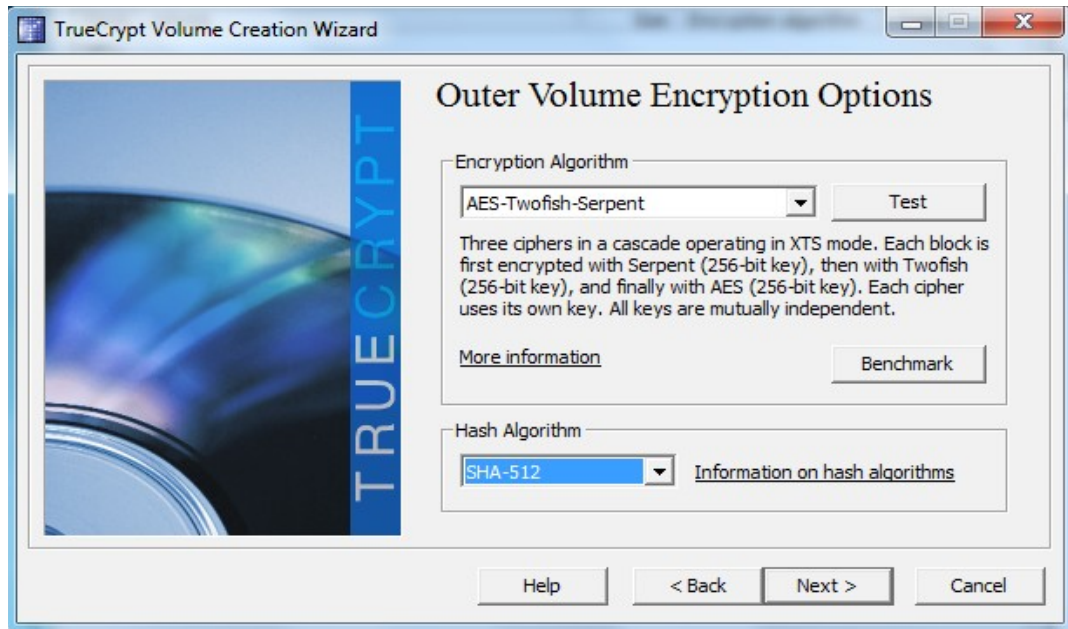 TrueCrypt Volume Creation Wizard
TRUECRYPT
Outer Volume Encryption Options
Encryption Algorithm
AES-Twofish-Serpent
Test
Three ciphers in a cascade operating in XTS mode. Each block is
first encrypted with Serpent (256-bit key), then with Twofish
(256-bit key), and finally with AES (256-bit key). Each cipher
uses its own key. All keys are mutually independent.
More information
Benchmark
Hash Algorithm
SHA-512
Information on hash algorithms
Help
< Back
Next >
Cancel